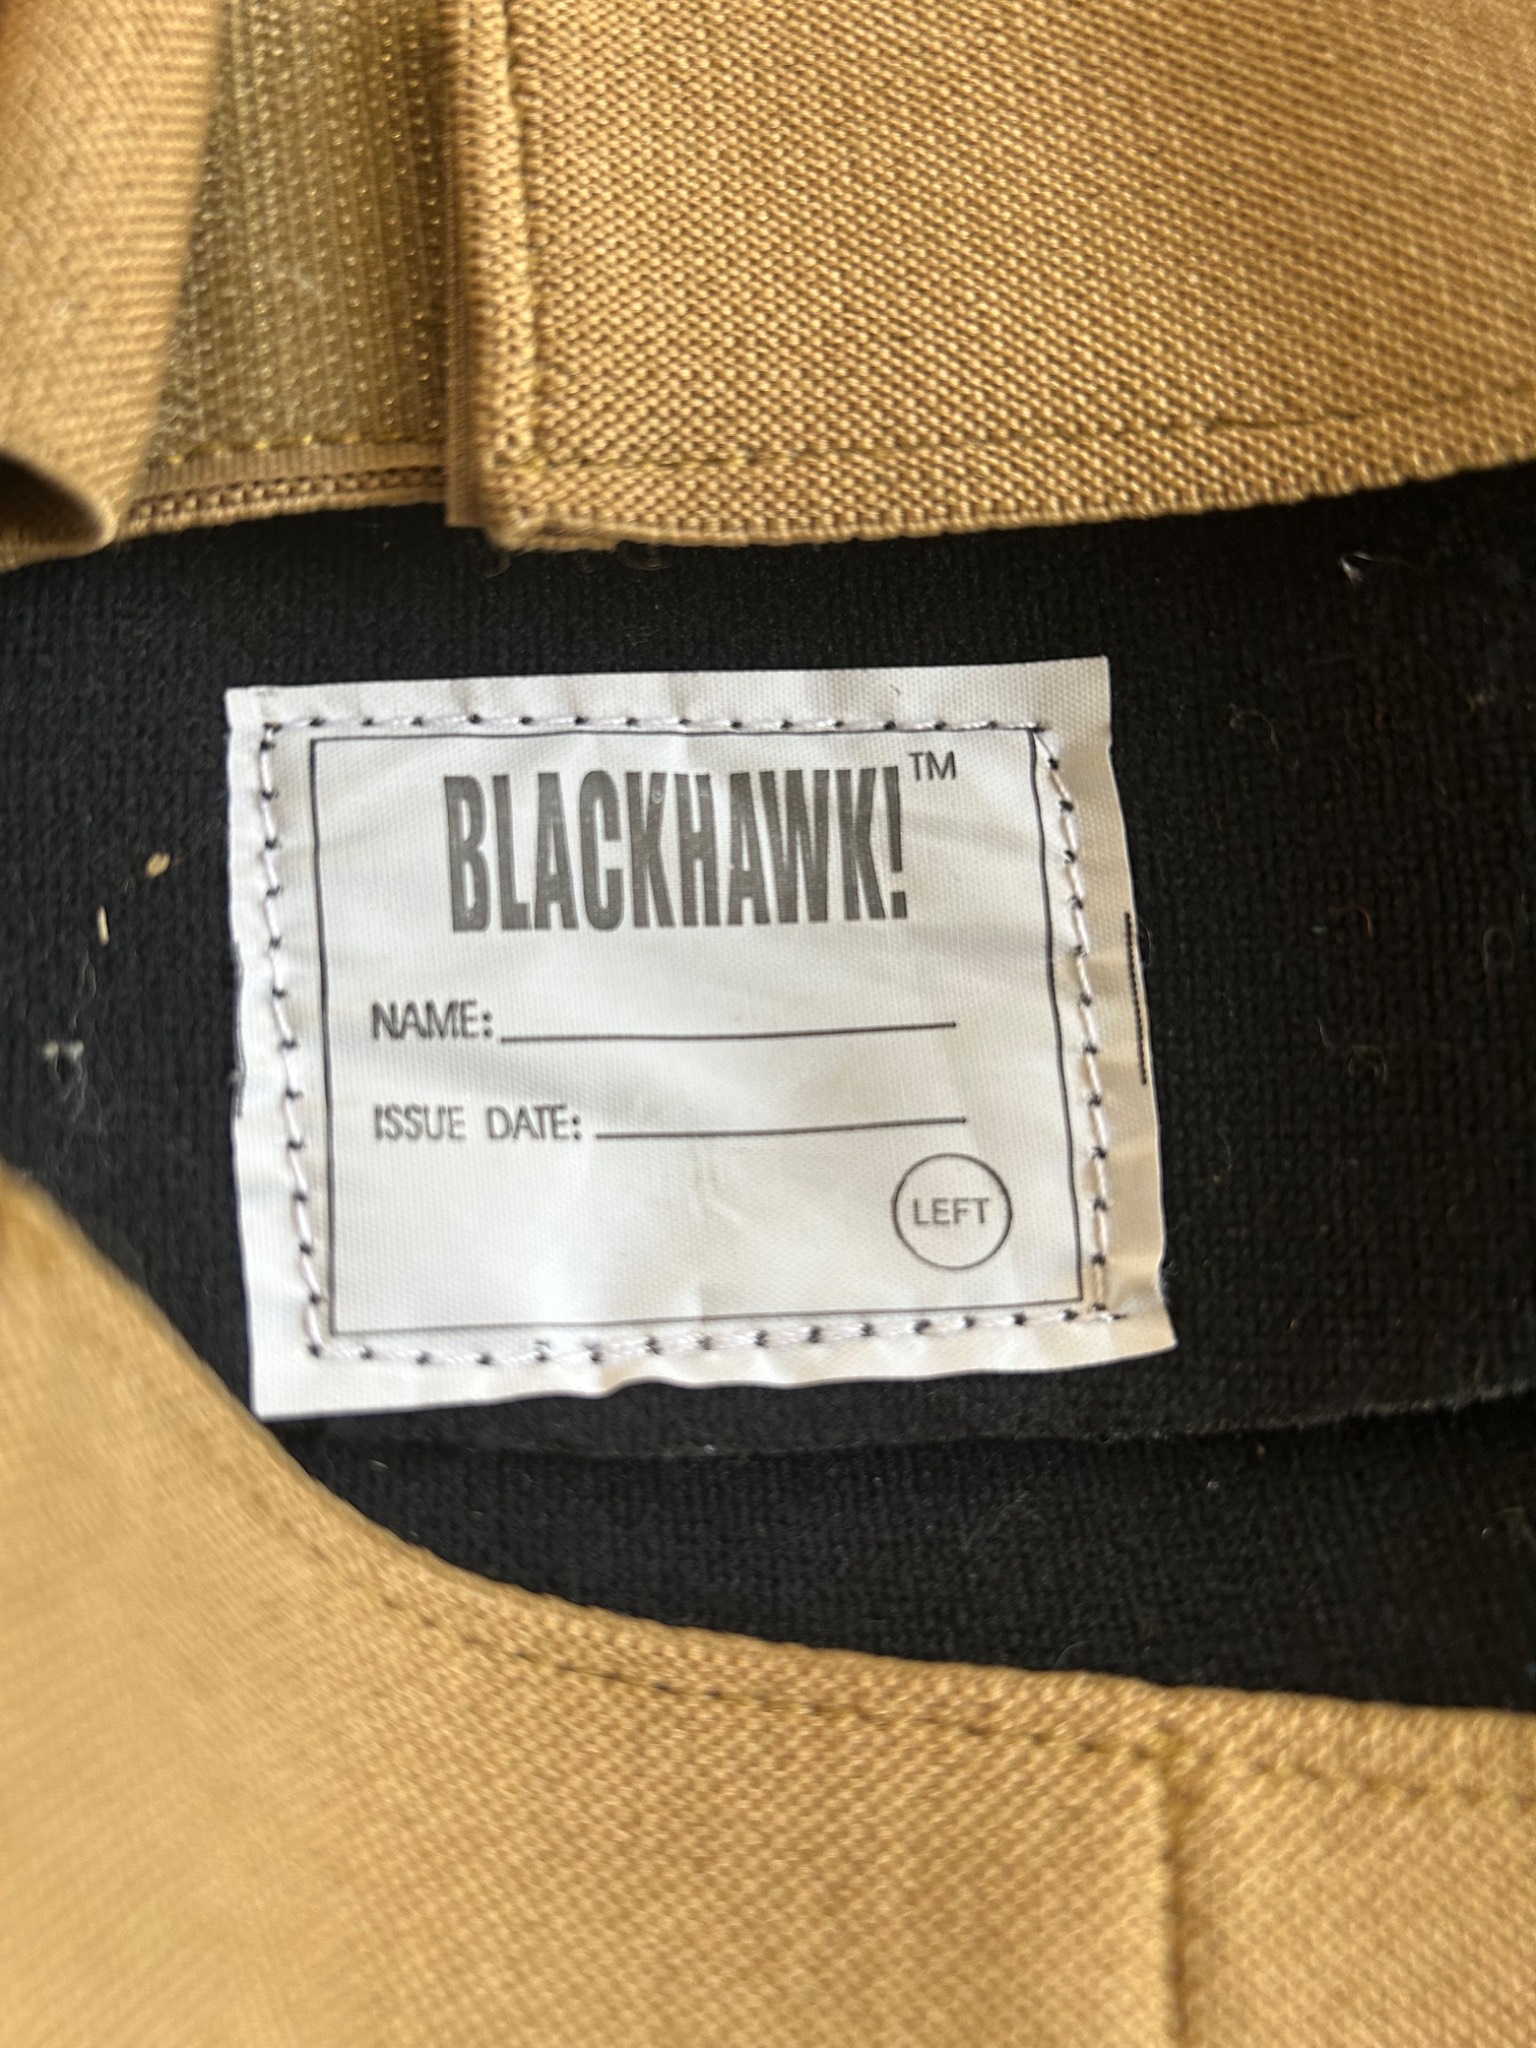 BLACKHAWK!™
NAME:
ISSUE DATE:
LEFT